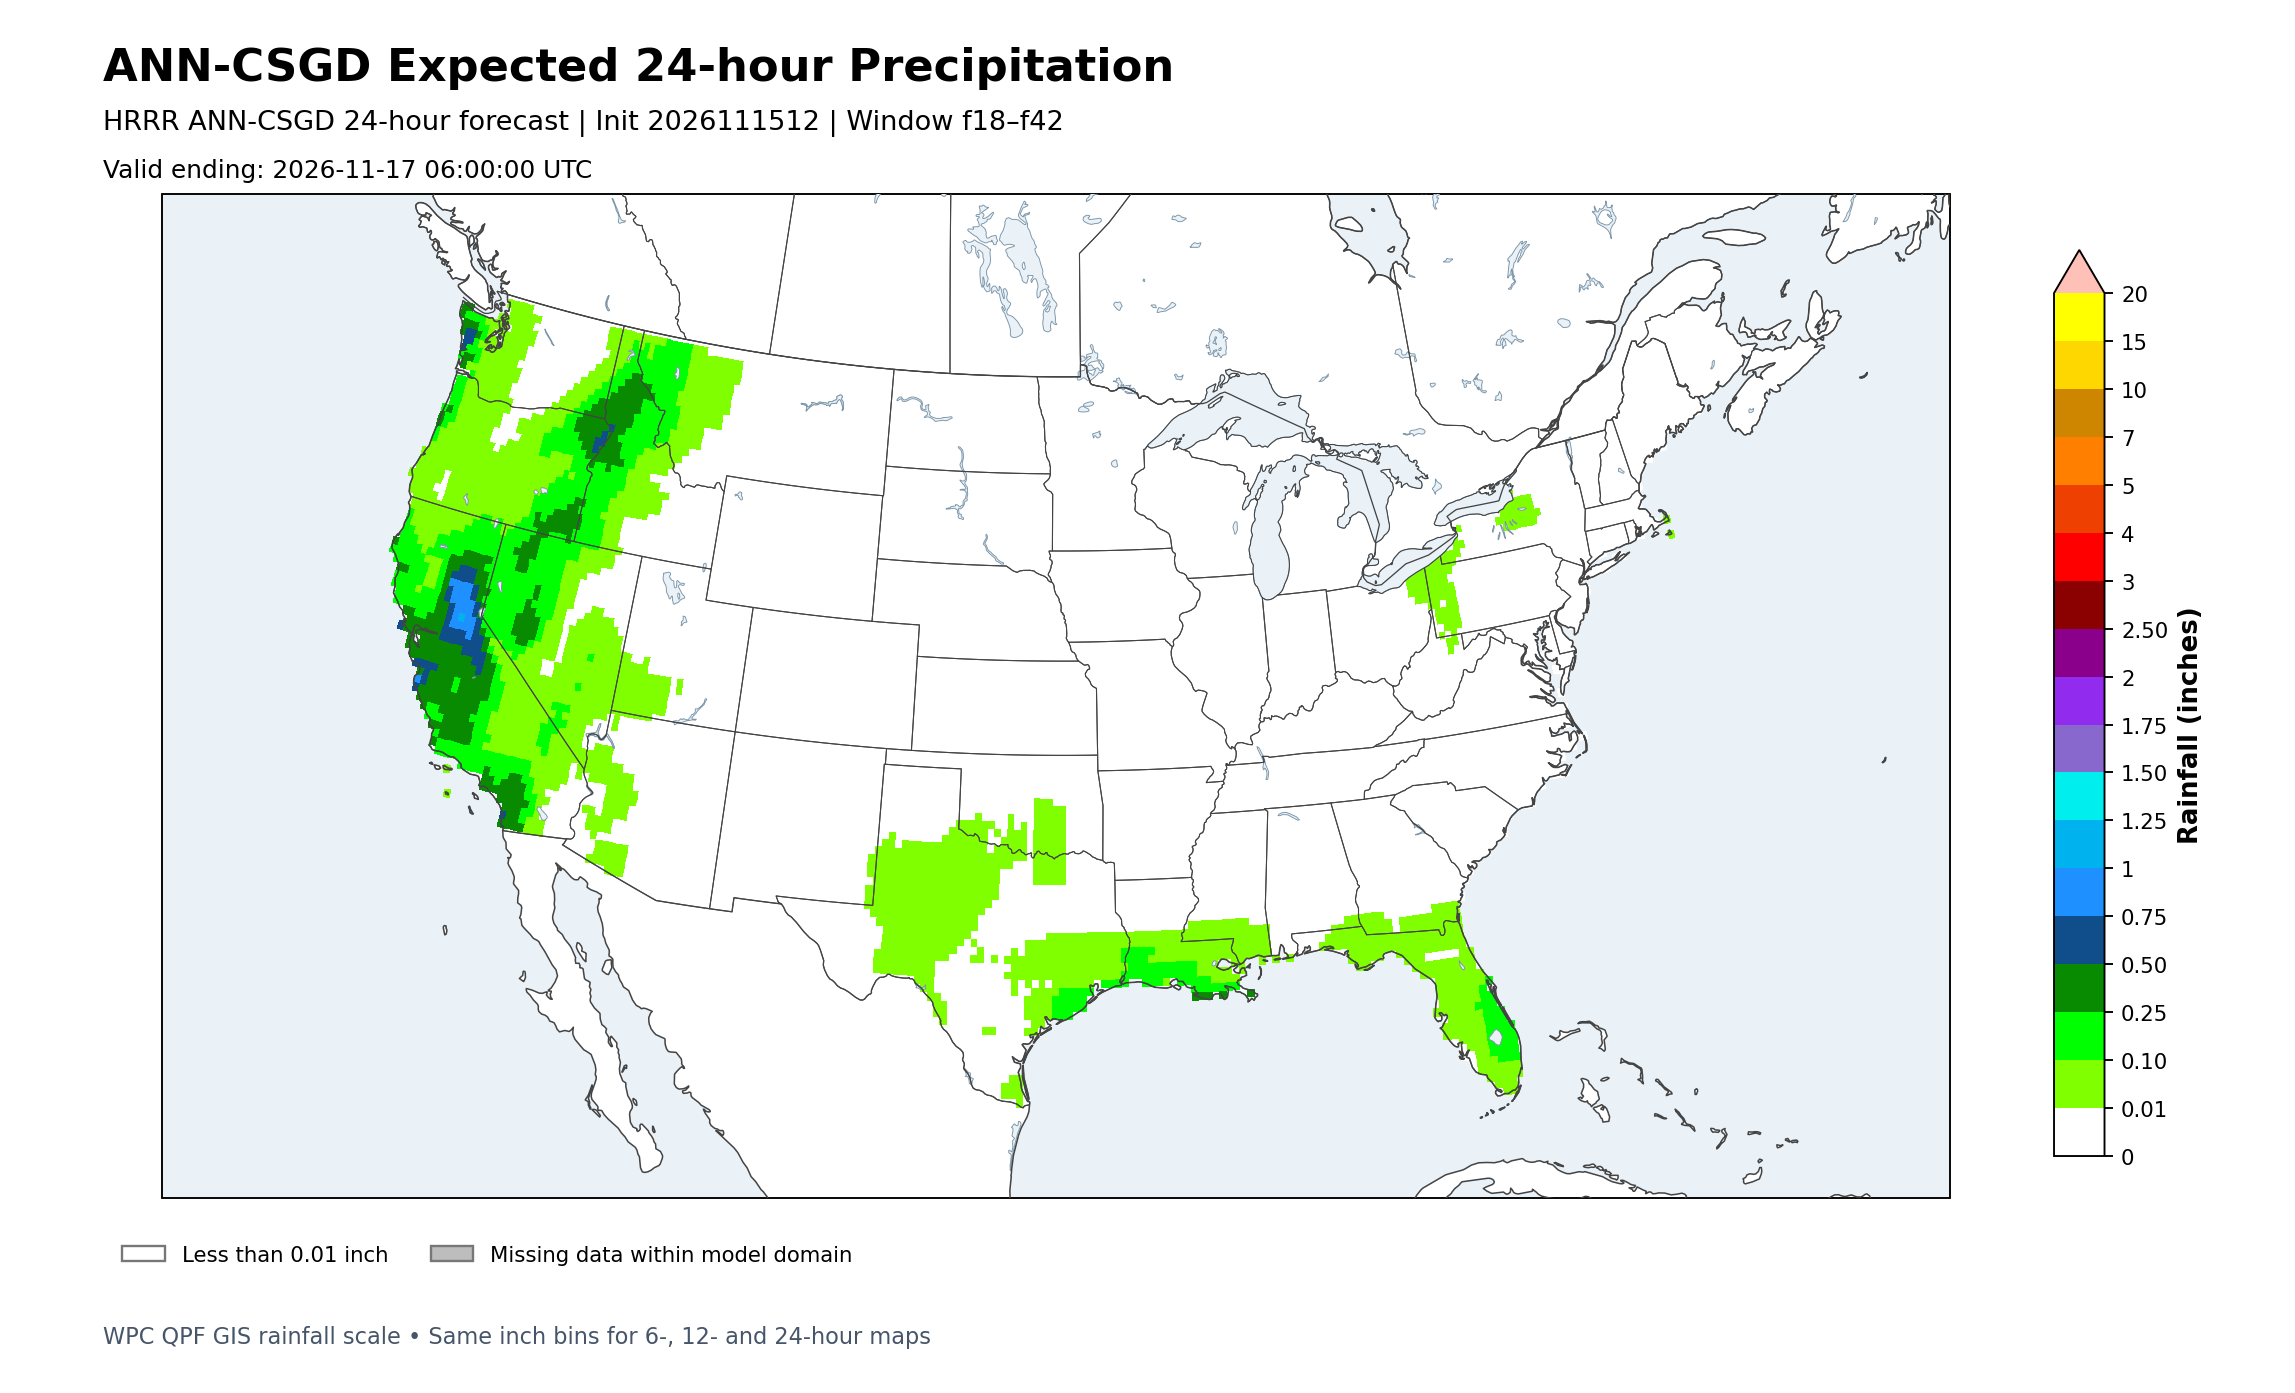 ANN-CSGD Expected 24-hour Precipitation
HRRR ANN-CSGD 24-hour forecast | Init 2026111512 | Window f18–f42
Valid ending: 2026-11-17 06:00:00 UTC
20
15
10
7
5
4
3
2.50
2
1.75
1.50
1.25
1
0.75
0.50
0.25
0.10
0.01
0
Rainfall (inches)
Less than 0.01 inch
Missing data within model domain
WPC QPF GIS rainfall scale • Same inch bins for 6-, 12- and 24-hour maps